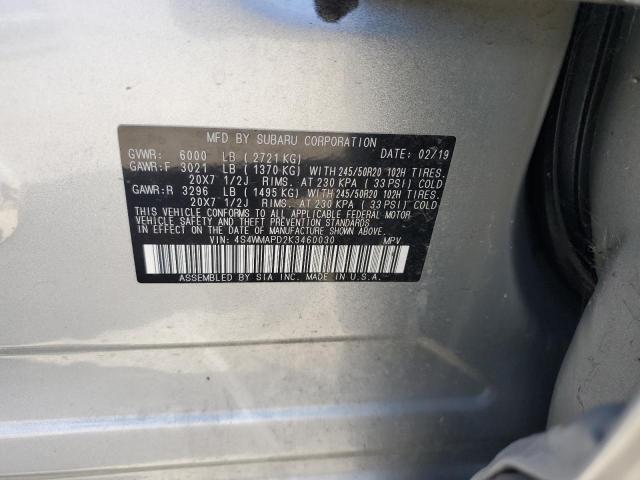 MFD BY SUBARU CORPORATION
GVWR: 6000 LB (2721 KG) DATE: 02/19
GAWR:F 3021 LB (1370 KG) WITH 245/50R20 102H TIRES.
20X7 1/2J RIMS. AT 230 KPA (33 PSI) COLD
GAWR:R 3296 LB (1495 KG) WITH 245/50R20 102H TIRES.
20X7 1/2J RIMS. AT 230 KPA (33 PSI) COLD.
THIS VEHICLE CONFORMS TO ALL APPLICABLE FEDERAL MOTOR
VEHICLE SAFETY BUMPER AND THEFT PREVENTION STANDARDS
IN EFFECT ON THE DATE OF MANUFACTURE SHOWN ABOVE.
VIN: 4S4WMAPD2K3460030 MPV
ASSEMBLED BY SIA INC. MADE IN U.S.A.